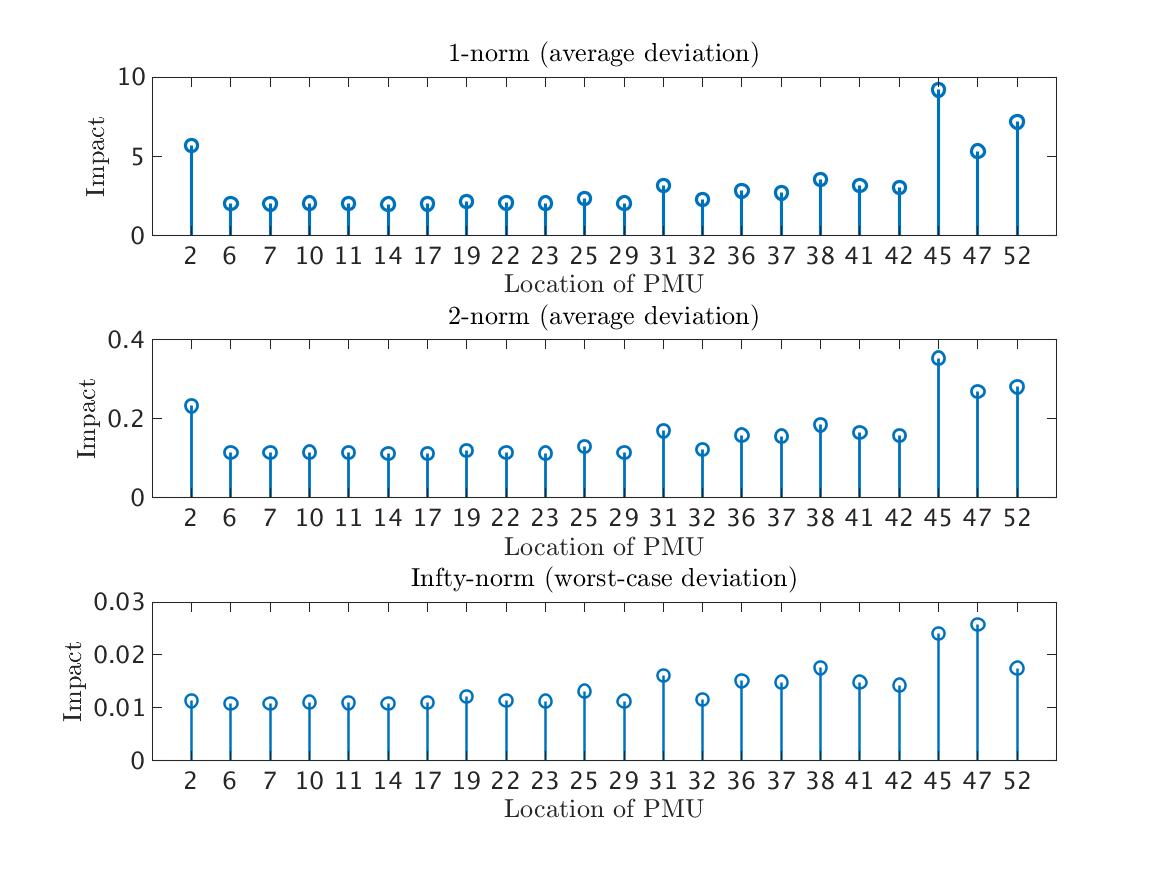 1-norm (average deviation)
10
5
0
Impact
2 6 7 10 11 14 17 19 22 23 25 29 31 32 36 37 38 41 42 45 47 52
Location of PMU
2-norm (average deviation)
0.4
0.2
0
Impact
2 6 7 10 11 14 17 19 22 23 25 29 31 32 36 37 38 41 42 45 47 52
Location of PMU
Infty-norm (worst-case deviation)
0.03
0.02
0.01
0
Impact
2 6 7 10 11 14 17 19 22 23 25 29 31 32 36 37 38 41 42 45 47 52
Location of PMU